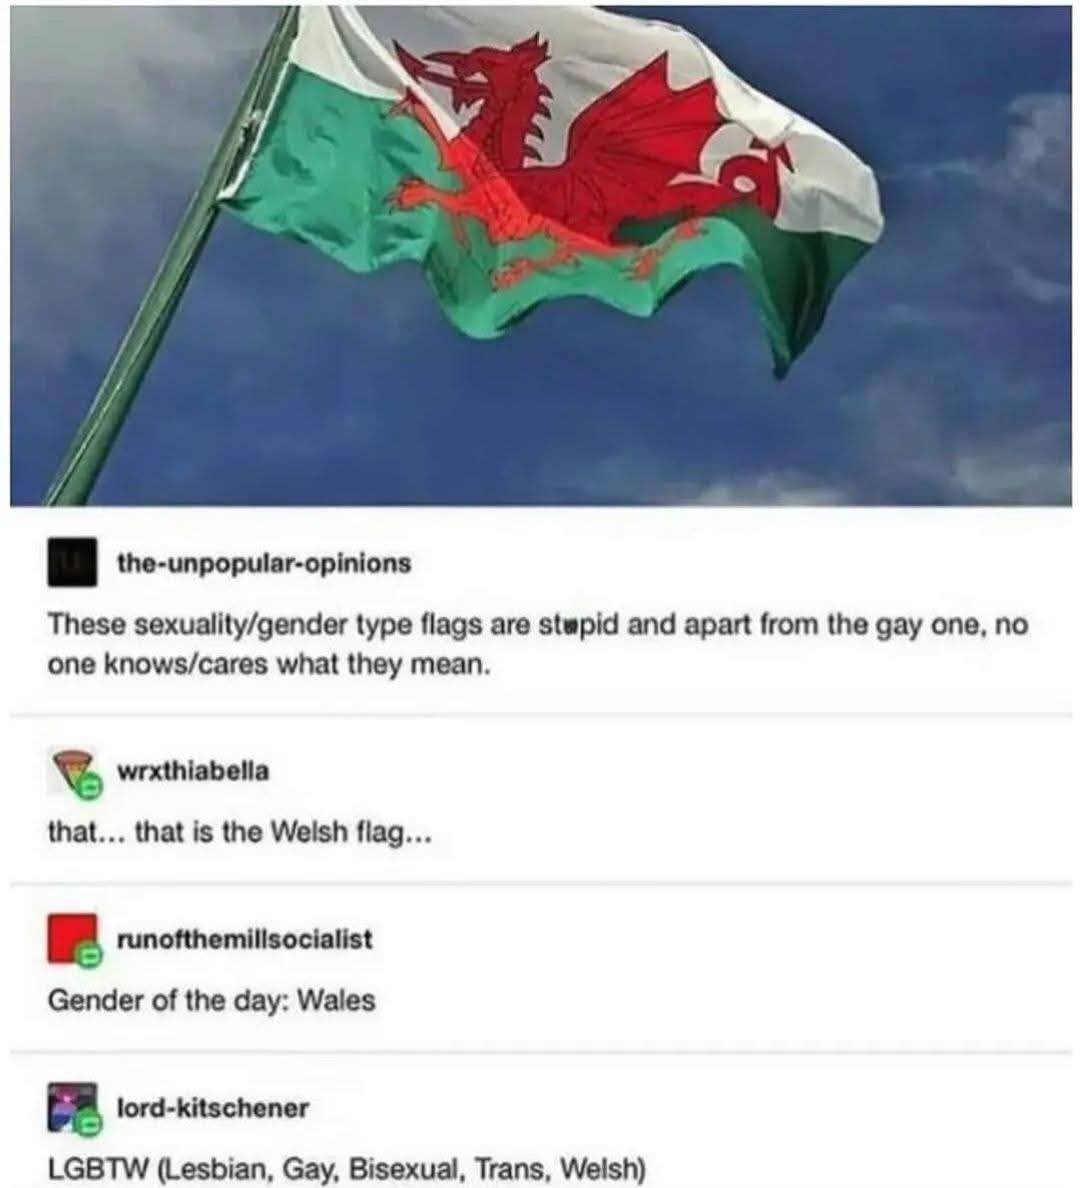 the-unpopular-opinions
These sexuality/gender type flags are stupid and apart from the gay one, no
one knows/cares what they mean.
wrxthiabella
that... that is the Welsh flag...
runofthemillsocialist
Gender of the day: Wales
lord-kitschener
LGBTW (Lesbian, Gay, Bisexual, Trans, Welsh)